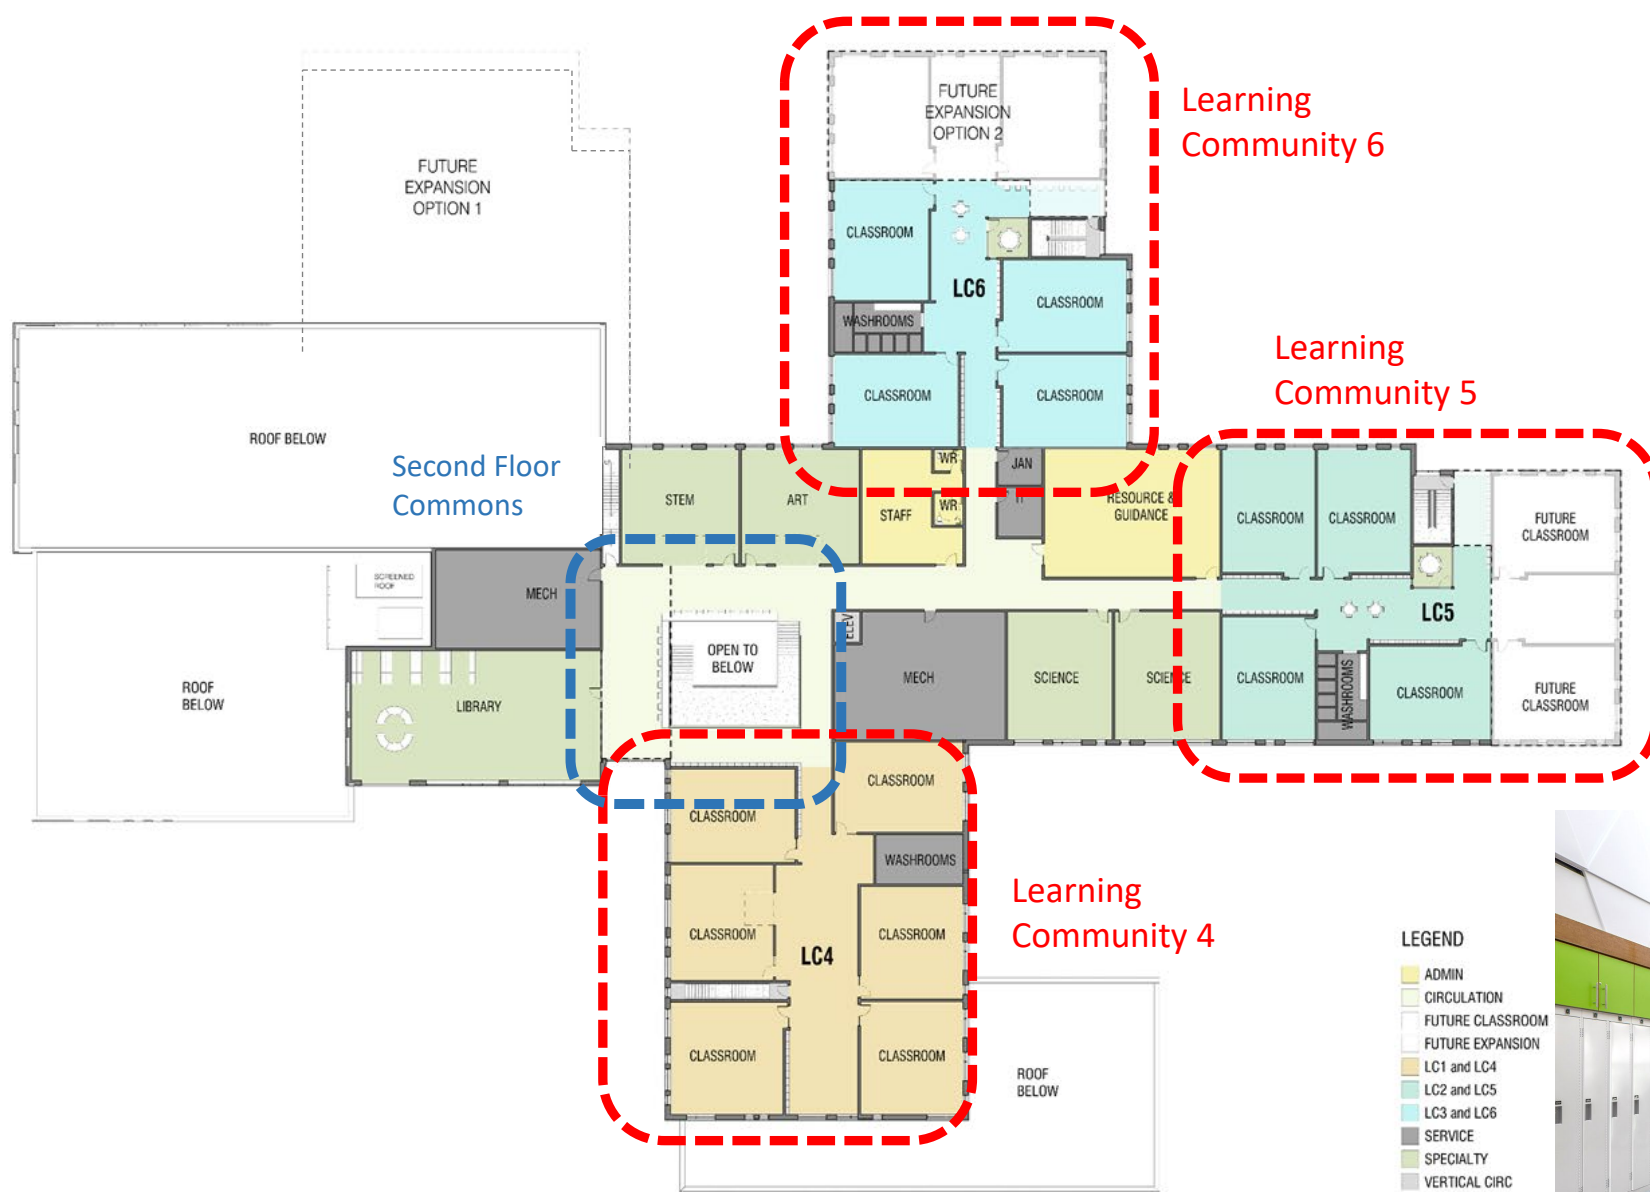 FUTURE
EXPANSION
OPTION 2
Learning
Community 6
FUTURE
EXPANSION
OPTION 1
CLASSROOM
LC6
CLASSROOM
WASHROOMS
CLASSROOM
CLASSROOM
Learning
Community 5
ROOF BELOW
Second Floor
Commons
STEM
ART
STAFF
WR
WR
JAN
IT
RESOURCE &
GUIDANCE
CLASSROOM
CLASSROOM
FUTURE
CLASSROOM
SCREENED
ROOF
MECH
ELEV
OPEN TO
BELOW
LC5
ROOF
BELOW
LIBRARY
MECH
SCIENCE
SCIENCE
CLASSROOM
WASHROOMS
CLASSROOM
FUTURE
CLASSROOM
CLASSROOM
CLASSROOM
WASHROOMS
CLASSROOM
CLASSROOM
LC4
Learning
Community 4
CLASSROOM
CLASSROOM
ROOF
BELOW
LEGEND
ADMIN
CIRCULATION
FUTURE CLASSROOM
FUTURE EXPANSION
LC1 and LC4
LC2 and LC5
LC3 and LC6
SERVICE
SPECIALTY
VERTICAL CIRC